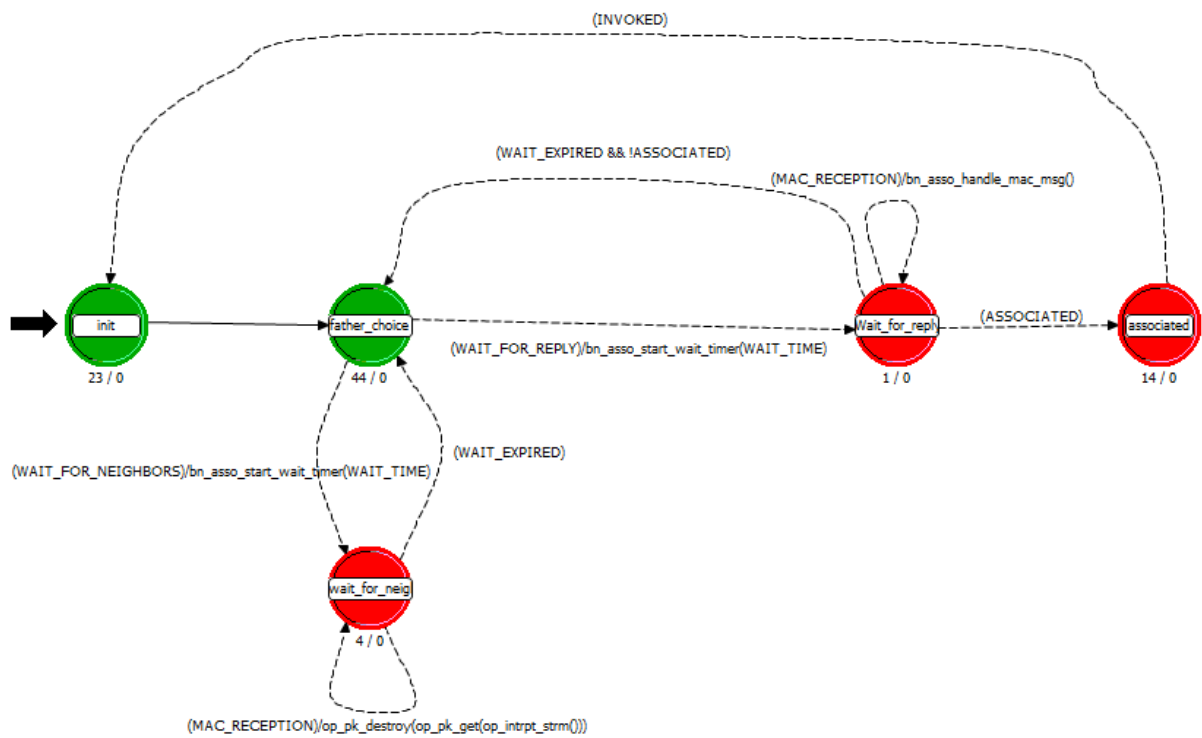 (INVOKED)
(WAIT_EXPIRED && !ASSOCIATED)
(MAC_RECEPTION)/bn_asso_handle_mac_msg()
init
father_choice
Wait_for_reply
(ASSOCIATED)
associated
(WAIT_FOR_REPLY)/bn_asso_start_wait_timer(WAIT_TIME)
23 / 0
44 / 0
1 / 0
14 / 0
(WAIT_EXPIRED)
(WAIT_FOR_NEIGHBORS)/bn_asso_start_wait_timer(WAIT_TIME)
wait_for_neig
4 / 0
(MAC_RECEPTION)/op_pk_destroy(op_pk_get(op_intrpt_strm()))